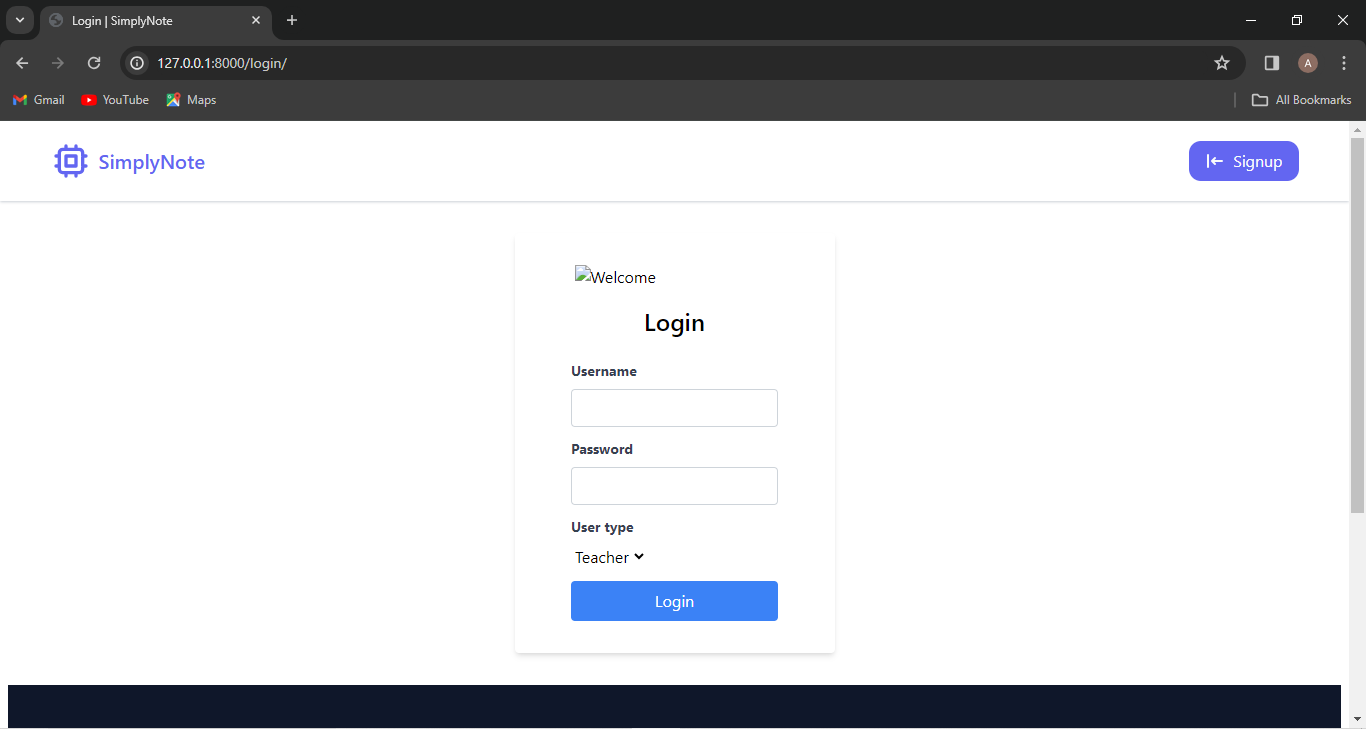 Login | SimplyNote
127.0.0.1:8000/login/
A
Gmail
YouTube
Maps
All Bookmarks
SimplyNote
Signup
Welcome
Login
Username
Password
User type
Teacher
Login